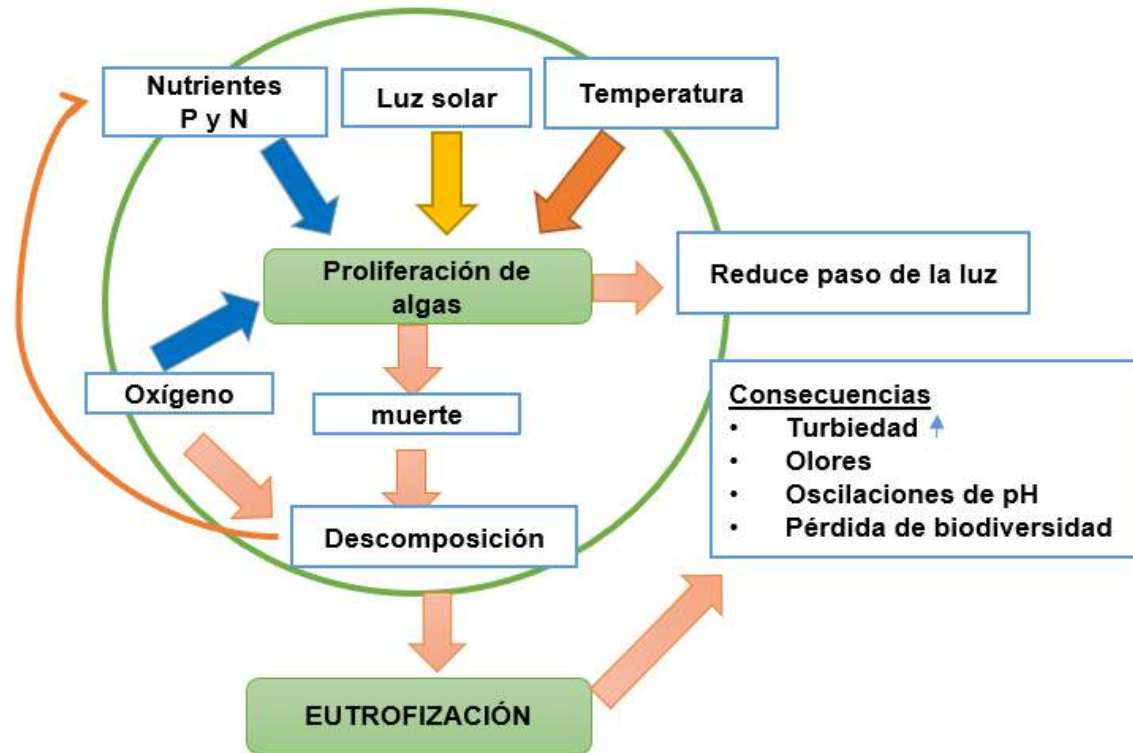 Nutrientes
P y N
Luz solar
Temperatura
Proliferación de
algas
Reduce paso de la luz
Oxígeno
muerte
Consecuencias
• Turbiedad
• Olores
• Oscilaciones de pH
• Pérdida de biodiversidad
Descomposición
EUTROFIZACIÓN